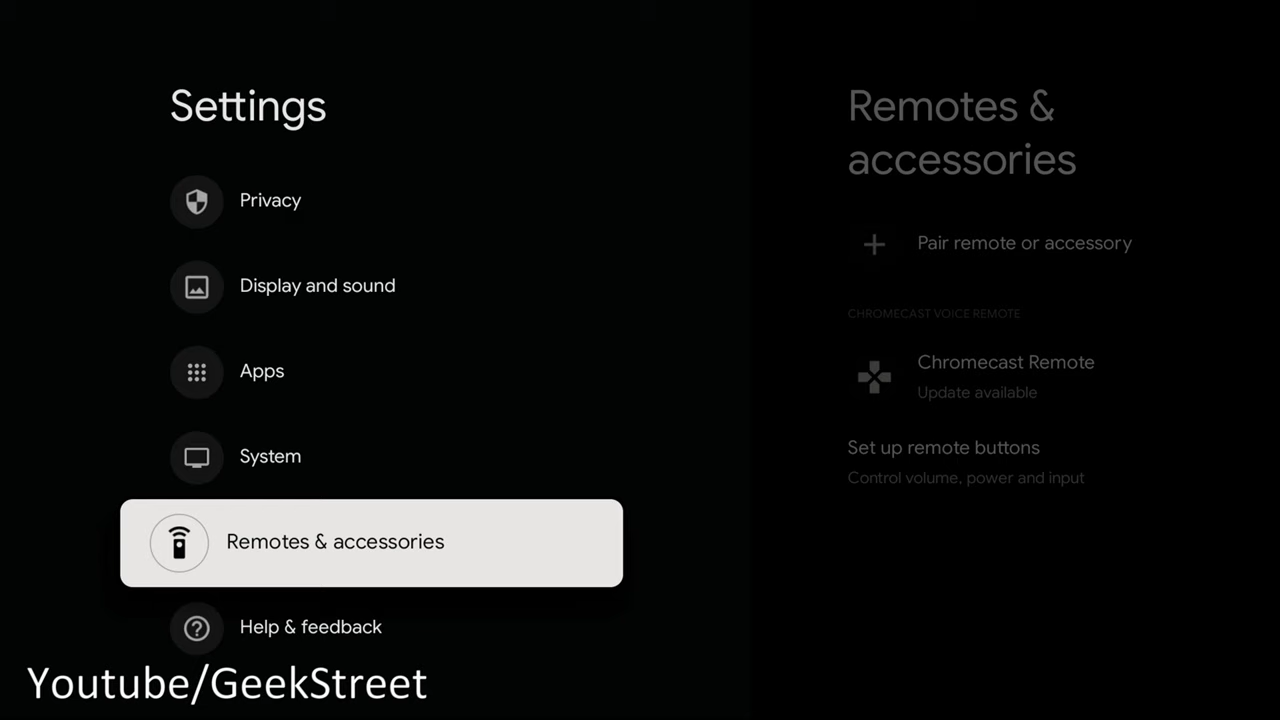 Settings
Privacy
Display and sound
Apps
System
Remotes & accessories
Help & feedback
Remotes &
accessories
Pair remote or accessory
CHROMECAST VOICE REMOTE
Chromecast Remote
Update available
Set up remote buttons
Control volume, power and input
Youtube/GeekStreet